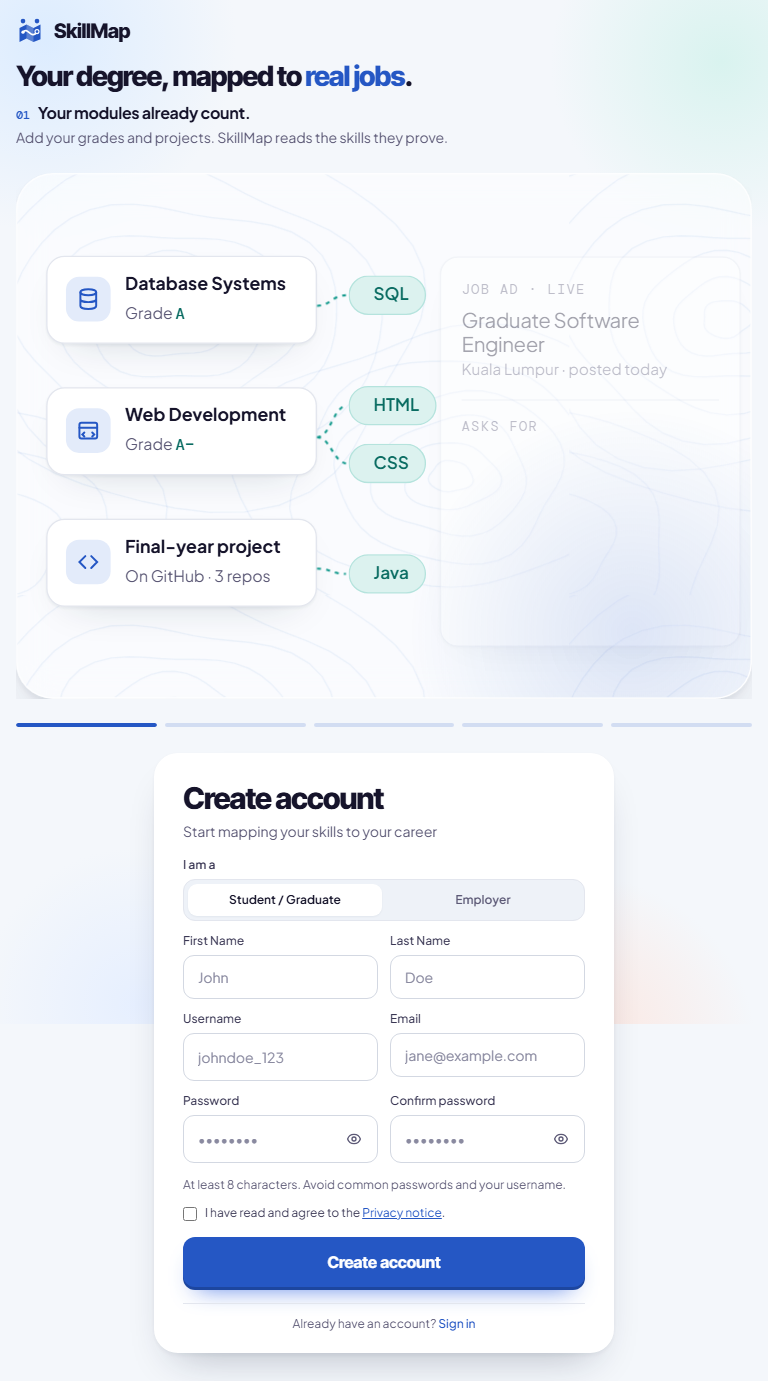 SkillMap
Your degree, mapped to real jobs.
01 Your modules already count.
Add your grades and projects. SkillMap reads the skills they prove.
Database Systems
Grade A
SQL
Web Development
Grade A−
HTML
CSS
Final-year project
On GitHub · 3 repos
Java
JOB AD · LIVE
Graduate Software
Engineer
Kuala Lumpur · posted today
ASKS FOR
Create account
Start mapping your skills to your career
I am a
Student / Graduate
Employer
First Name
Last Name
John
Doe
Username
Email
johndoe_123
jane@example.com
Password
Confirm password
••••••••
••••••••
At least 8 characters. Avoid common passwords and your username.
I have read and agree to the Privacy notice.
Create account
Already have an account? Sign in